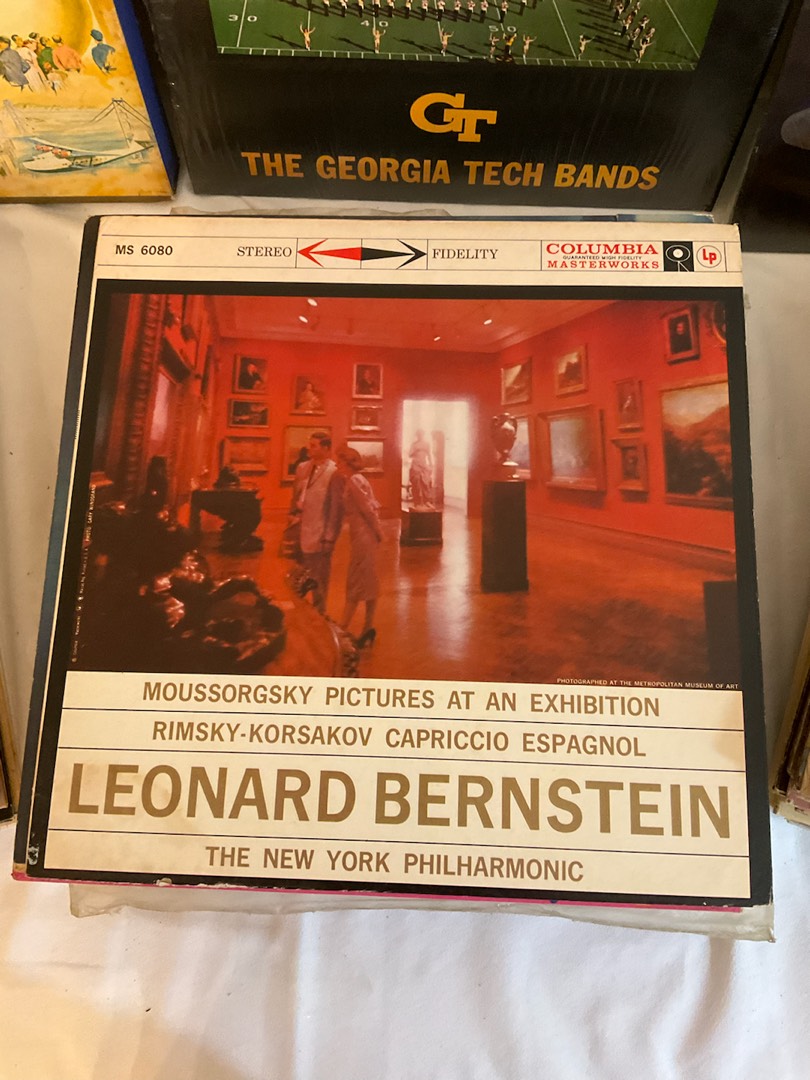 30 40 50
GT
THE GEORGIA TECH BANDS
MS 6080 STEREO FIDELITY COLUMBIA
GUARANTEED HIGH FIDELITY
MASTERWORKS Lp
PHOTOGRAPHED AT THE METROPOLITAN MUSEUM OF ART
MOUSSORGSKY PICTURES AT AN EXHIBITION
RIMSKY-KORSAKOV CAPRICCIO ESPAGNOL
LEONARD BERNSTEIN
THE NEW YORK PHILHARMONIC